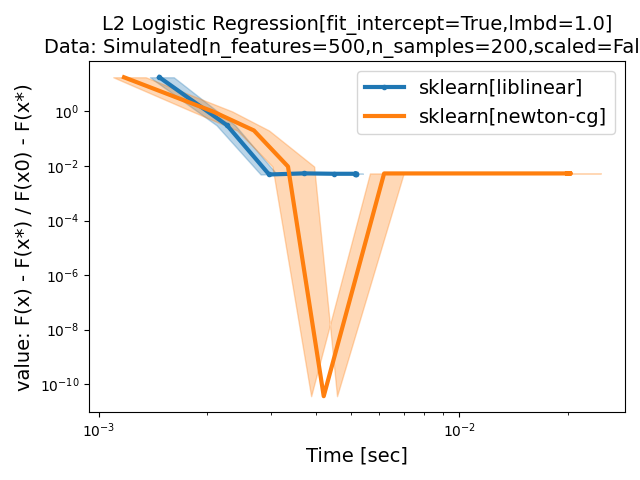 L2 Logistic Regression[fit_intercept=True,lmbd=1.0]
Data: Simulated[n_features=500,n_samples=200,scaled=Fal
sklearn[liblinear]
sklearn[newton-cg]
value: F(x) - F(x*) / F(x0) - F(x*)
10^0
10^-2
10^-4
10^-6
10^-8
10^-10
10^-3
10^-2
Time [sec]